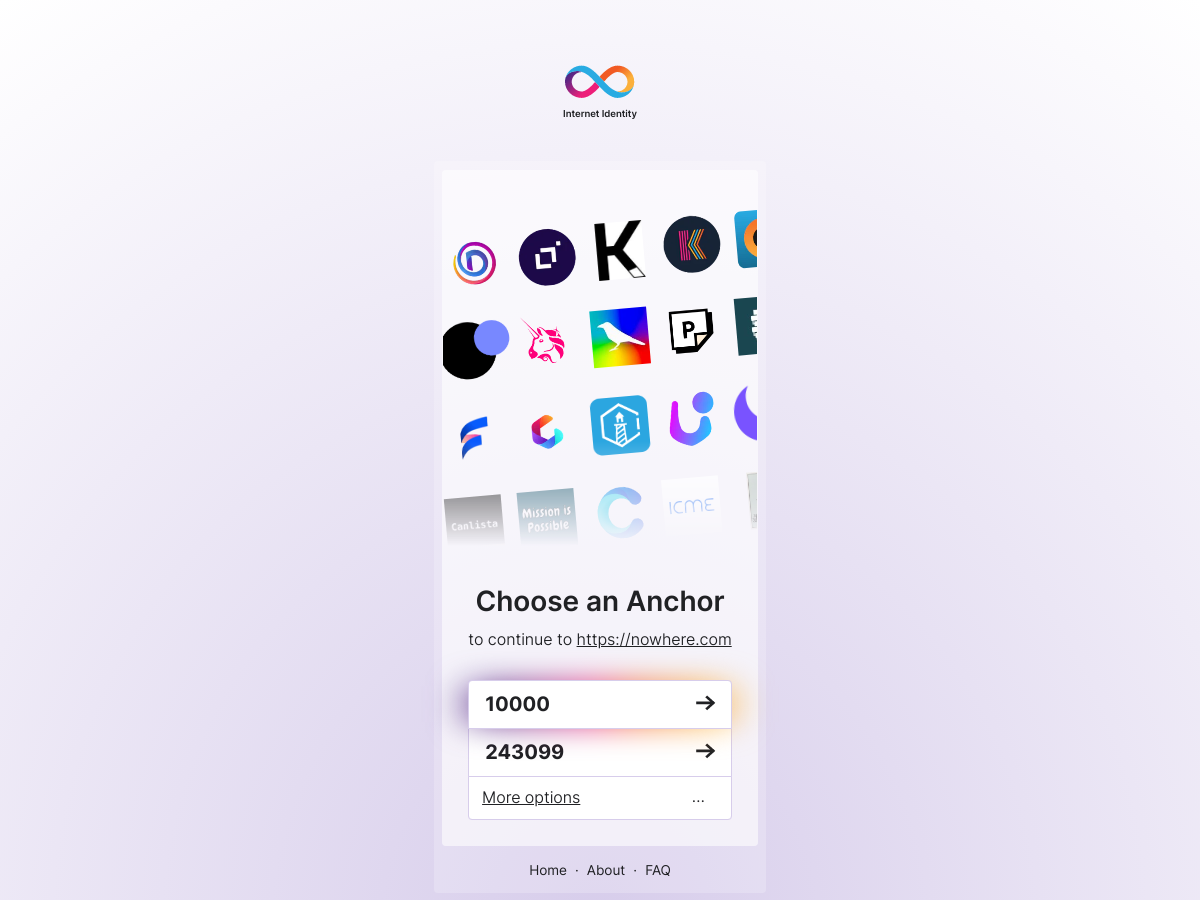 Internet Identity
Canlista
Mission is
Possible
ICME
Choose an Anchor
to continue to https://nowhere.com
10000
243099
More options ...
Home · About · FAQ